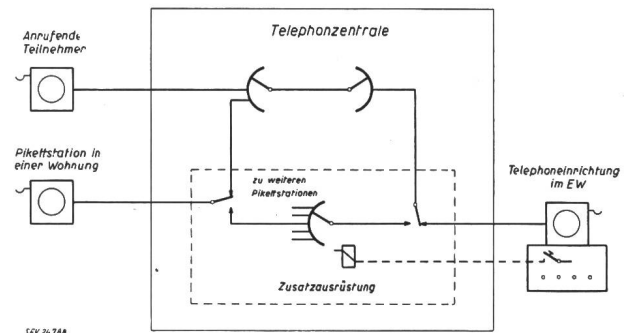 Anrufende
Teilnehmer
Telephonzentrale
Pikettstation in
einer Wohnung
zu weiteren
Pikettstationen
Telephoneinrichtung
im EW
Zusatzausrüstung